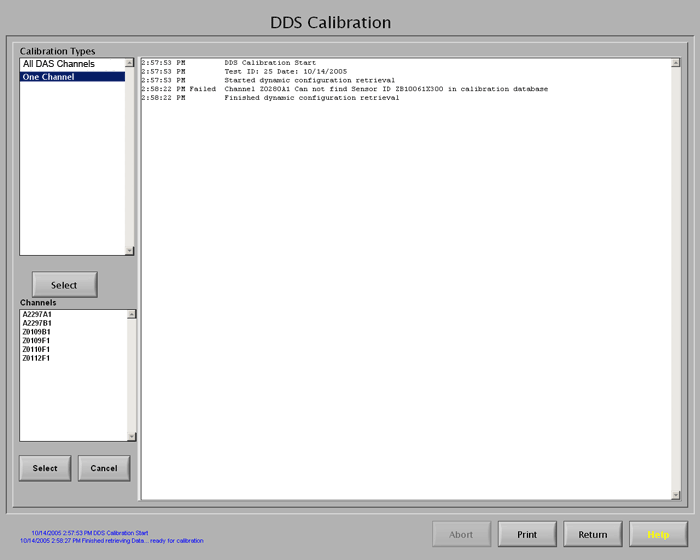 DDS Calibration
Calibration Types
All DAS Channels
One Channel
2:57:53 PM DDS Calibration Start
2:57:53 PM Test ID: 25 Date: 10/14/2005
2:57:53 PM Started dynamic configuration retrieval
2:58:22 PM Failed Channel Z0280A1 Can not find Sensor ID ZB10061X300 in calibration database
2:58:22 PM Finished dynamic configuration retrieval
Select
Channels
A2297A1
A2297B1
Z0109B1
Z0109F1
Z0110F1
Z0112F1
Select Cancel
10/14/2005 2:57:53 PM DDS Calibration Start
10/14/2005 2:58:27 PM Finished retrieving Data... ready for calibration
Abort Print Return Help